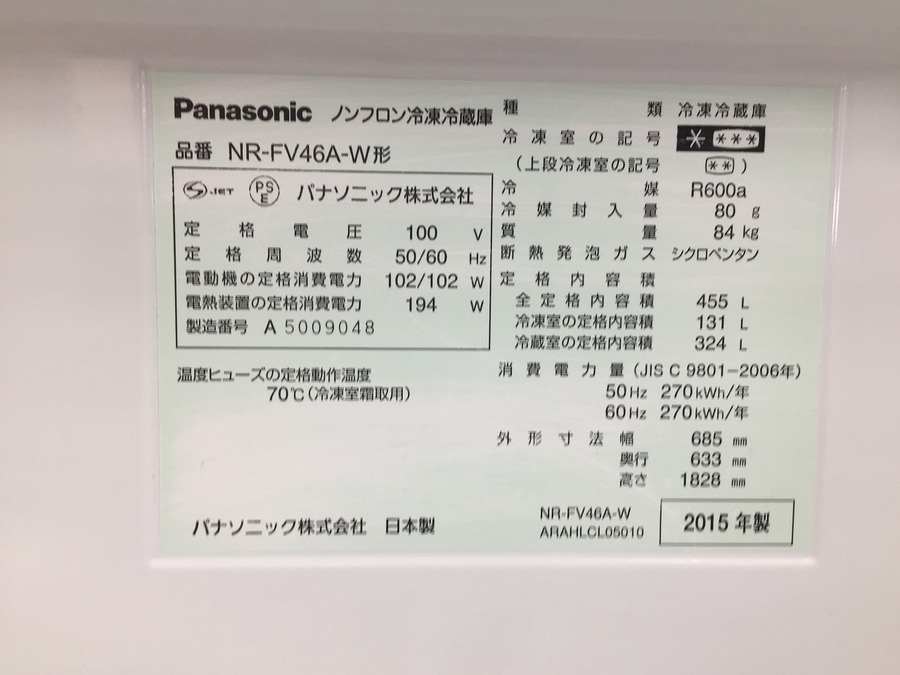 Panasonic ノンフロン冷凍冷蔵庫
品番 NR-FV46A-W形
S JET PSE パナソニック株式会社
定格電圧 100 V
定格周波数 50/60 Hz
電動機の定格消費電力 102/102 W
電熱装置の定格消費電力 194 W
製造番号 A 5009048
温度ヒューズの定格動作温度
70℃(冷凍室霜取用)
パナソニック株式会社 日本製
種類 冷凍冷蔵庫
冷凍室の記号 * ***
(上段冷凍室の記号 ** )
冷媒 R600a
冷媒封入量 80 g
質量 84 kg
断熱発泡ガス シクロペンタン
定格内容積
全定格内容積 455 L
冷凍室の定格内容積 131 L
冷蔵室の定格内容積 324 L
消費電力量 (JIS C 9801-2006年)
50Hz 270kWh/年
60Hz 270kWh/年
外形寸法幅 685 mm
奥行 633 mm
高さ 1828 mm
NR-FV46A-W
ARAHLCL05010
2015年製